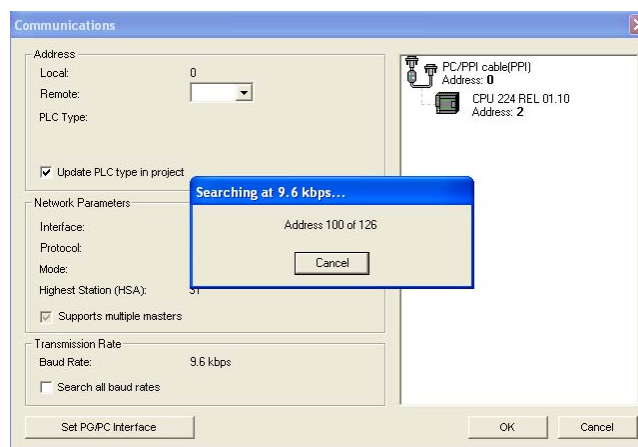 Communications
Address
Local: 0
Remote:
PLC Type:
Update PLC type in project
Network Parameters
Interface:
Protocol:
Mode:
Highest Station (HSA): 31
Supports multiple masters
Transmission Rate
Baud Rate: 9.6 kbps
Search all baud rates
Set PG/PC Interface
PC/PPI cable(PPI)
Address: 0
CPU 224 REL 01.10
Address: 2
Searching at 9.6 kbps...
Address 100 of 126
Cancel
OK Cancel